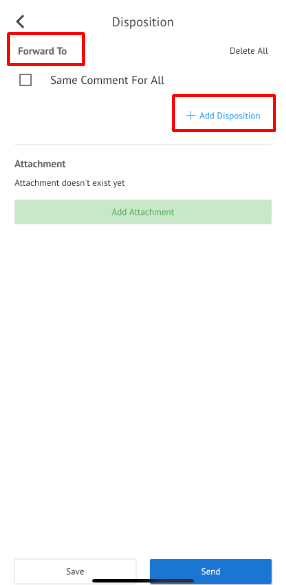 Disposition
Forward To
Delete All
Same Comment For All
+ Add Disposition
Attachment
Attachment doesn't exist yet
Add Attachment
Save
Send